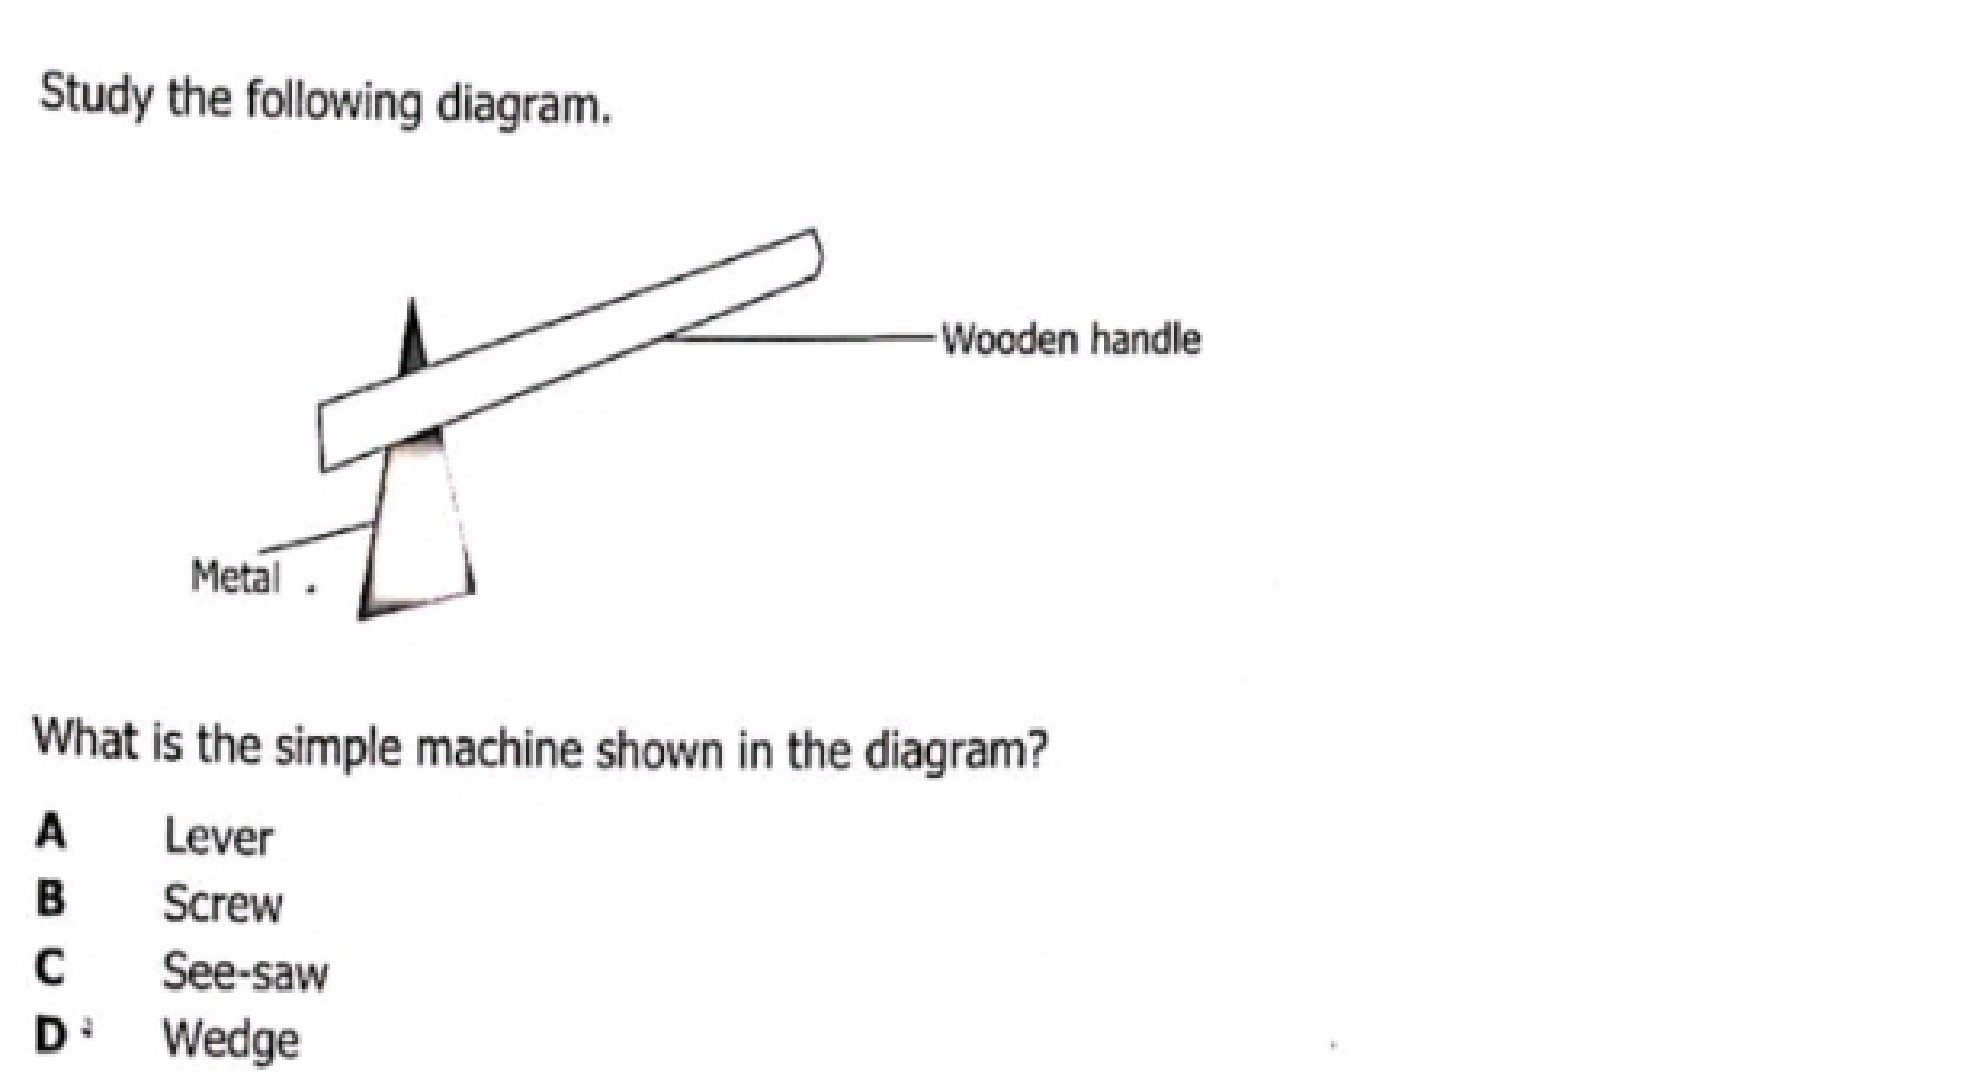 Study the following diagram.
Wooden handle
Metal .
What is the simple machine shown in the diagram?
A Lever
B Screw
C See-saw
D Wedge